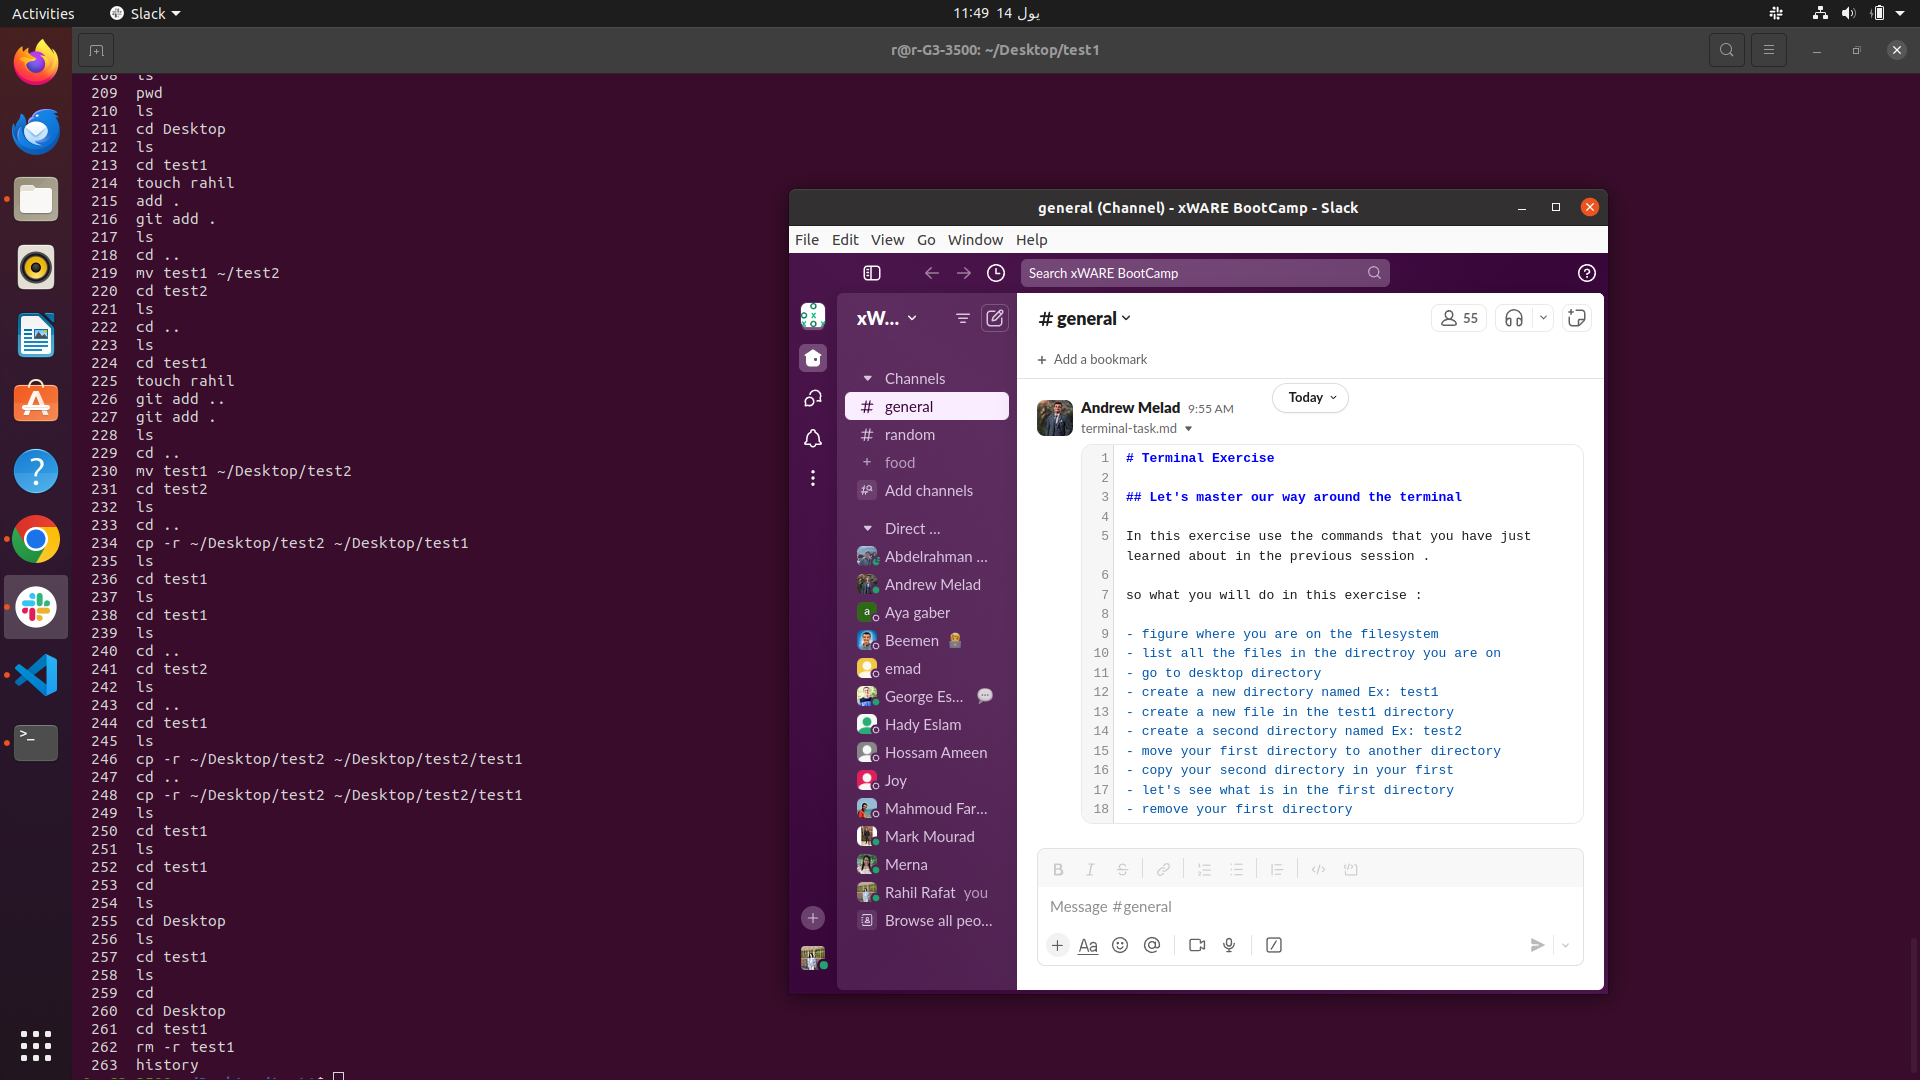 Activities
Slack
11:49 14 يول
r@r-G3-3500: ~/Desktop/test1
208 ls
209 pwd
210 ls
211 cd Desktop
212 ls
213 cd test1
214 touch rahil
215 add .
216 git add .
217 ls
218 cd ..
219 mv test1 ~/test2
220 cd test2
221 ls
222 cd ..
223 ls
224 cd test1
225 touch rahil
226 git add ..
227 git add .
228 ls
229 cd ..
230 mv test1 ~/Desktop/test2
231 cd test2
232 ls
233 cd ..
234 cp -r ~/Desktop/test2 ~/Desktop/test1
235 ls
236 cd test1
237 ls
238 cd test1
239 ls
240 cd ..
241 cd test2
242 ls
243 cd ..
244 cd test1
245 ls
246 cp -r ~/Desktop/test2 ~/Desktop/test2/test1
247 cd ..
248 cp -r ~/Desktop/test2 ~/Desktop/test2/test1
249 ls
250 cd test1
251 ls
252 cd test1
253 cd
254 ls
255 cd Desktop
256 ls
257 cd test1
258 ls
259 cd
260 cd Desktop
261 cd test1
262 rm -r test1
263 history
general (Channel) - xWARE BootCamp - Slack
File Edit View Go Window Help
Search xWARE BootCamp
xW...
Channels
# general
# random
+ food
Add channels
Direct ...
Abdelrahman ...
Andrew Melad
a Aya gaber
Beemen
emad
George Es...
Hady Eslam
Hossam Ameen
Joy
Mahmoud Far...
Mark Mourad
Merna
Rahil Rafat you
Browse all peo...
# general
55
+ Add a bookmark
Today
Andrew Melad 9:55 AM
terminal-task.md
1 # Terminal Exercise
2
3 ## Let's master our way around the terminal
4
5 In this exercise use the commands that you have just
learned about in the previous session .
6
7 so what you will do in this exercise :
8
9 - figure where you are on the filesystem
10 - list all the files in the directroy you are on
11 - go to desktop directory
12 - create a new directory named Ex: test1
13 - create a new file in the test1 directory
14 - create a second directory named Ex: test2
15 - move your first directory to another directory
16 - copy your second directory in your first
17 - let's see what is in the first directory
18 - remove your first directory
B I S
Message #general
Aa